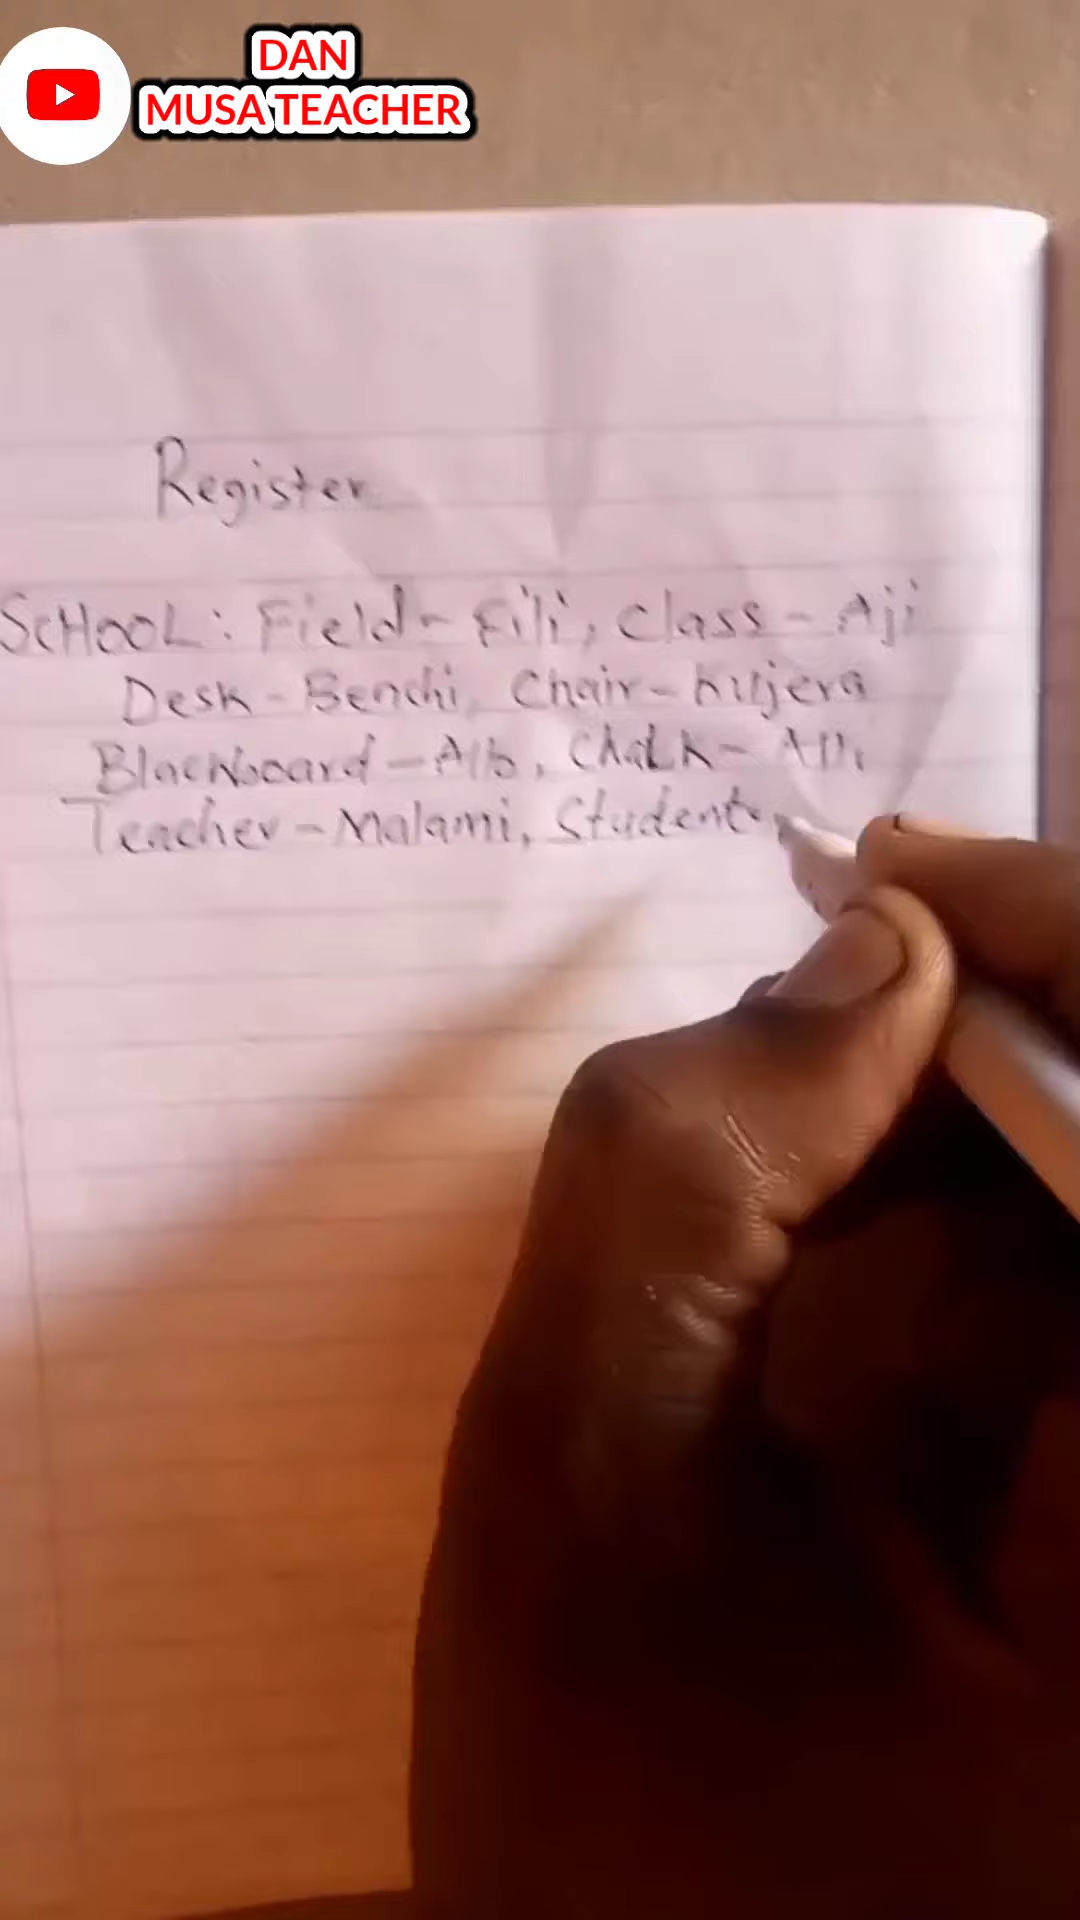 DAN
MUSA TEACHER
Register
SCHOOL: Field - Fili, Class - Aji
Desk - Benchi, Chair - Kujera
Blackboard - Allo, Chalk -
Teacher - Malami, Student -